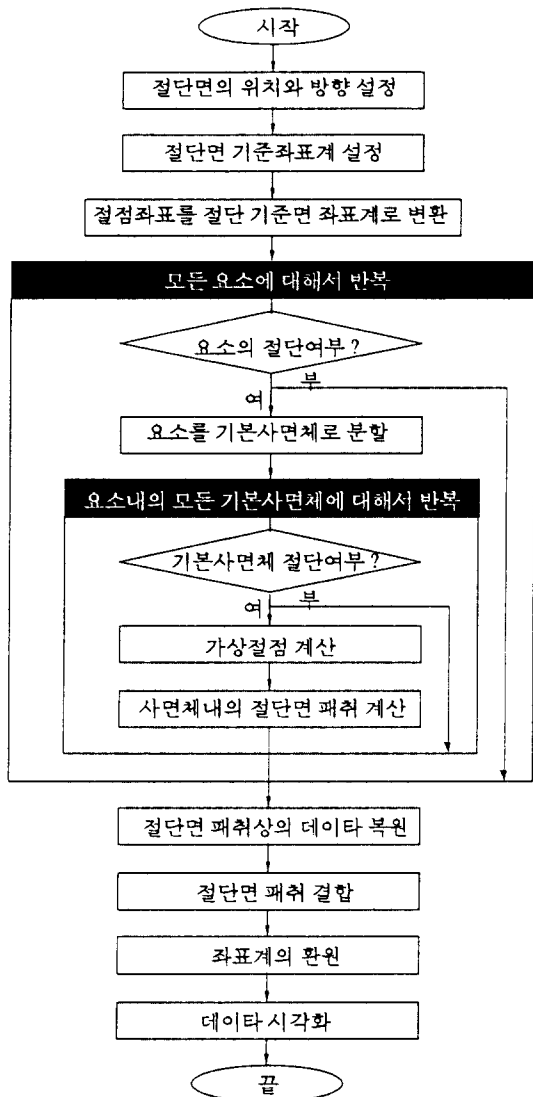 시작
절단면의 위치와 방향 설정
절단면 기준좌표계 설정
절점좌표를 절단 기준면 좌표계로 변환
모든 요소에 대해서 반복
요소의 절단여부?
부
여
요소를 기본사면체로 분할
요소내의 모든 기본사면체에 대해서 반복
기본사면체 절단여부?
부
여
가상절점 계산
사면체내의 절단면 패취 계산
절단면 패취상의 데이타 복원
절단면 패취 결합
좌표계의 환원
데이타 시각화
끝